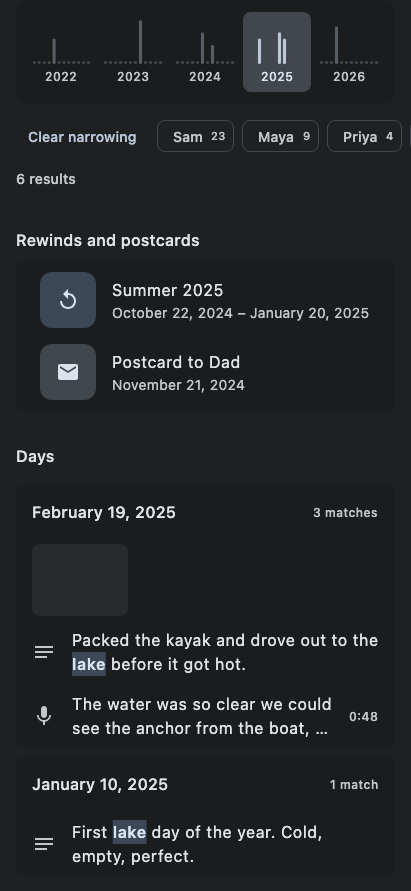 2022 2023 2024 2025 2026
Clear narrowing Sam 23 Maya 9 Priya 4
6 results
Rewinds and postcards
Summer 2025
October 22, 2024 – January 20, 2025
Postcard to Dad
November 21, 2024
Days
February 19, 2025 3 matches
Packed the kayak and drove out to the
lake before it got hot.
The water was so clear we could
see the anchor from the boat, ...
0:48
January 10, 2025 1 match
First lake day of the year. Cold,
empty, perfect.